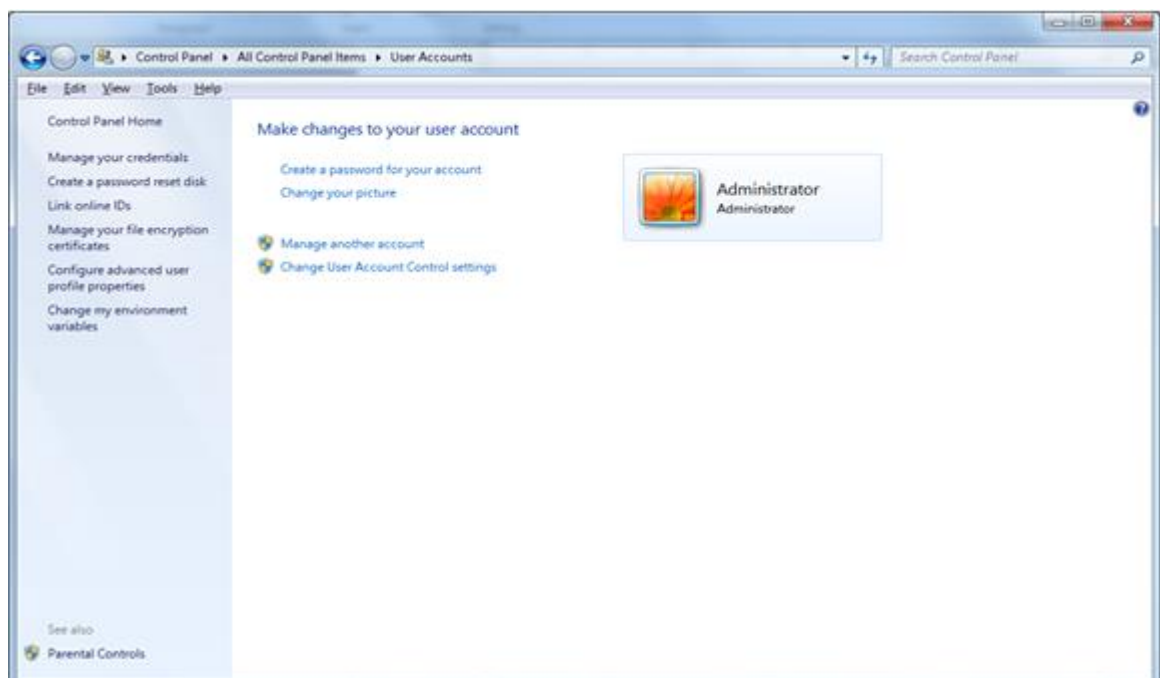 Control Panel ▸ All Control Panel Items ▸ User Accounts
Search Control Panel
File Edit View Tools Help
Control Panel Home
Manage your credentials
Create a password reset disk
Link online IDs
Manage your file encryption
certificates
Configure advanced user
profile properties
Change my environment
variables
See also
Parental Controls
Make changes to your user account
Create a password for your account
Change your picture
Manage another account
Change User Account Control settings
Administrator
Administrator